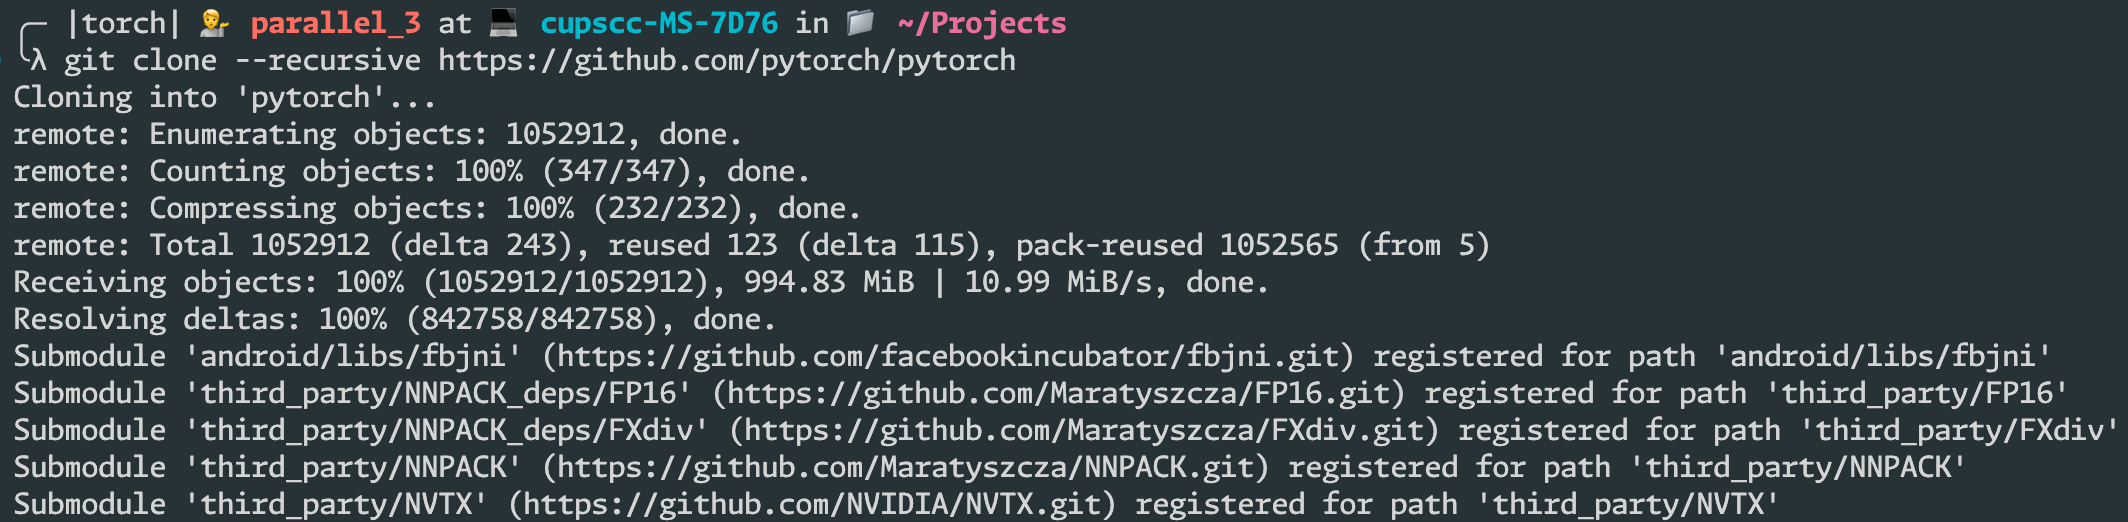 |torch| parallel_3 at cupscc-MS-7D76 in ~/Projects
λ git clone --recursive https://github.com/pytorch/pytorch
Cloning into 'pytorch'...
remote: Enumerating objects: 1052912, done.
remote: Counting objects: 100% (347/347), done.
remote: Compressing objects: 100% (232/232), done.
remote: Total 1052912 (delta 243), reused 123 (delta 115), pack-reused 1052565 (from 5)
Receiving objects: 100% (1052912/1052912), 994.83 MiB | 10.99 MiB/s, done.
Resolving deltas: 100% (842758/842758), done.
Submodule 'android/libs/fbjni' (https://github.com/facebookincubator/fbjni.git) registered for path 'android/libs/fbjni'
Submodule 'third_party/NNPACK_deps/FP16' (https://github.com/Maratyszcza/FP16.git) registered for path 'third_party/FP16'
Submodule 'third_party/NNPACK_deps/FXdiv' (https://github.com/Maratyszcza/FXdiv.git) registered for path 'third_party/FXdiv'
Submodule 'third_party/NNPACK' (https://github.com/Maratyszcza/NNPACK.git) registered for path 'third_party/NNPACK'
Submodule 'third_party/NVTX' (https://github.com/NVIDIA/NVTX.git) registered for path 'third_party/NVTX'